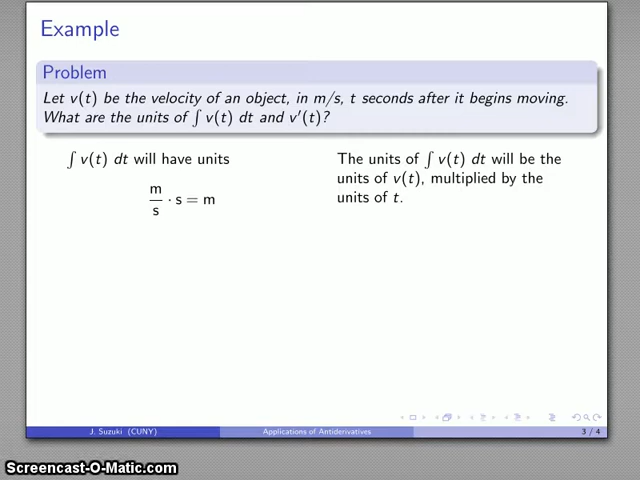 Example
Problem
Let v(t) be the velocity of an object, in m/s, t seconds after it begins moving.
What are the units of ∫ v(t) dt and v′(t)?
∫ v(t) dt will have units
m/s · s = m
The units of ∫ v(t) dt will be the
units of v(t), multiplied by the
units of t.
J. Suzuki (CUNY)
Applications of Antiderivatives
3 / 4
Screencast-O-Matic.com